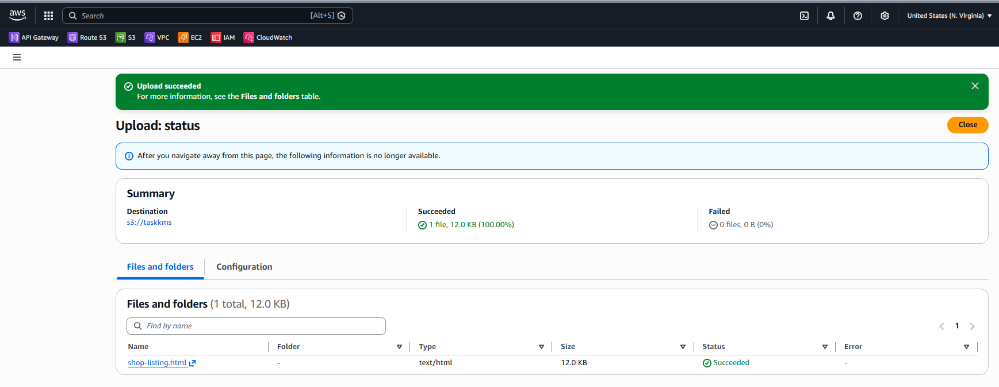 aws
Search [Alt+S]
United States (N. Virginia)
API Gateway Route 53 S3 VPC EC2 IAM CloudWatch
Upload succeeded
For more information, see the Files and folders table.
Upload: status
Close
After you navigate away from this page, the following information is no longer available.
Summary
Destination Succeeded Failed
s3://taskkms 1 file, 12.0 KB (100.00%) 0 files, 0 B (0%)
Files and folders Configuration
Files and folders (1 total, 12.0 KB)
Find by name
1
Name Folder Type Size Status Error
shop-listing.html - text/html 12.0 KB Succeeded -